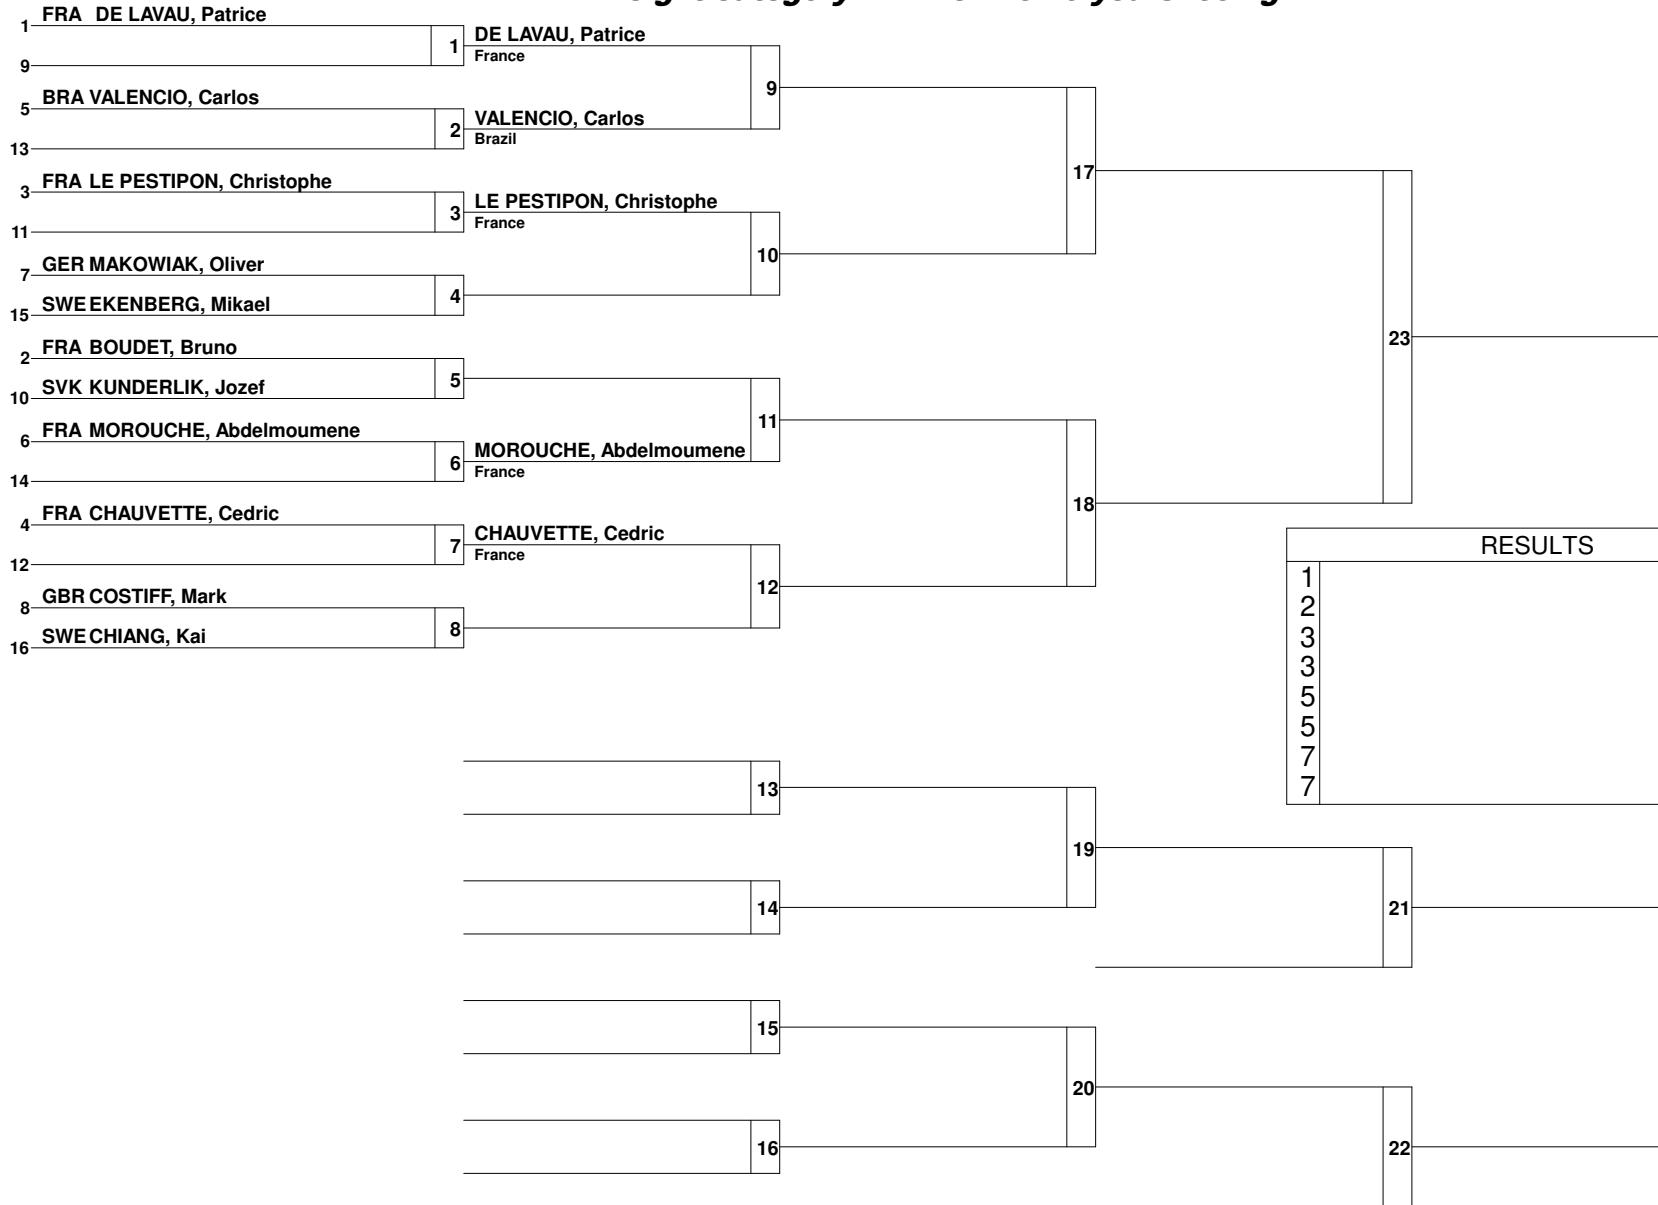 1 FRA DE LAVAU, Patrice
9
1
DE LAVAU, Patrice
France
5 BRA VALENCIO, Carlos
13
2
VALENCIO, Carlos
Brazil
9
3 FRA LE PESTIPON, Christophe
11
3
LE PESTIPON, Christophe
France
7 GER MAKOWIAK, Oliver
15 SWE EKENBERG, Mikael
4
10
17
2 FRA BOUDET, Bruno
10 SVK KUNDERLIK, Jozef
5
6 FRA MOROUCHE, Abdelmoumene
14
6
MOROUCHE, Abdelmoumene
France
11
4 FRA CHAUVETTE, Cedric
12
7
CHAUVETTE, Cedric
France
8 GBR COSTIFF, Mark
16 SWE CHIANG, Kai
8
12
18
23
RESULTS
1
2
3
3
5
5
7
7
13
14
19
21
15
16
20
22